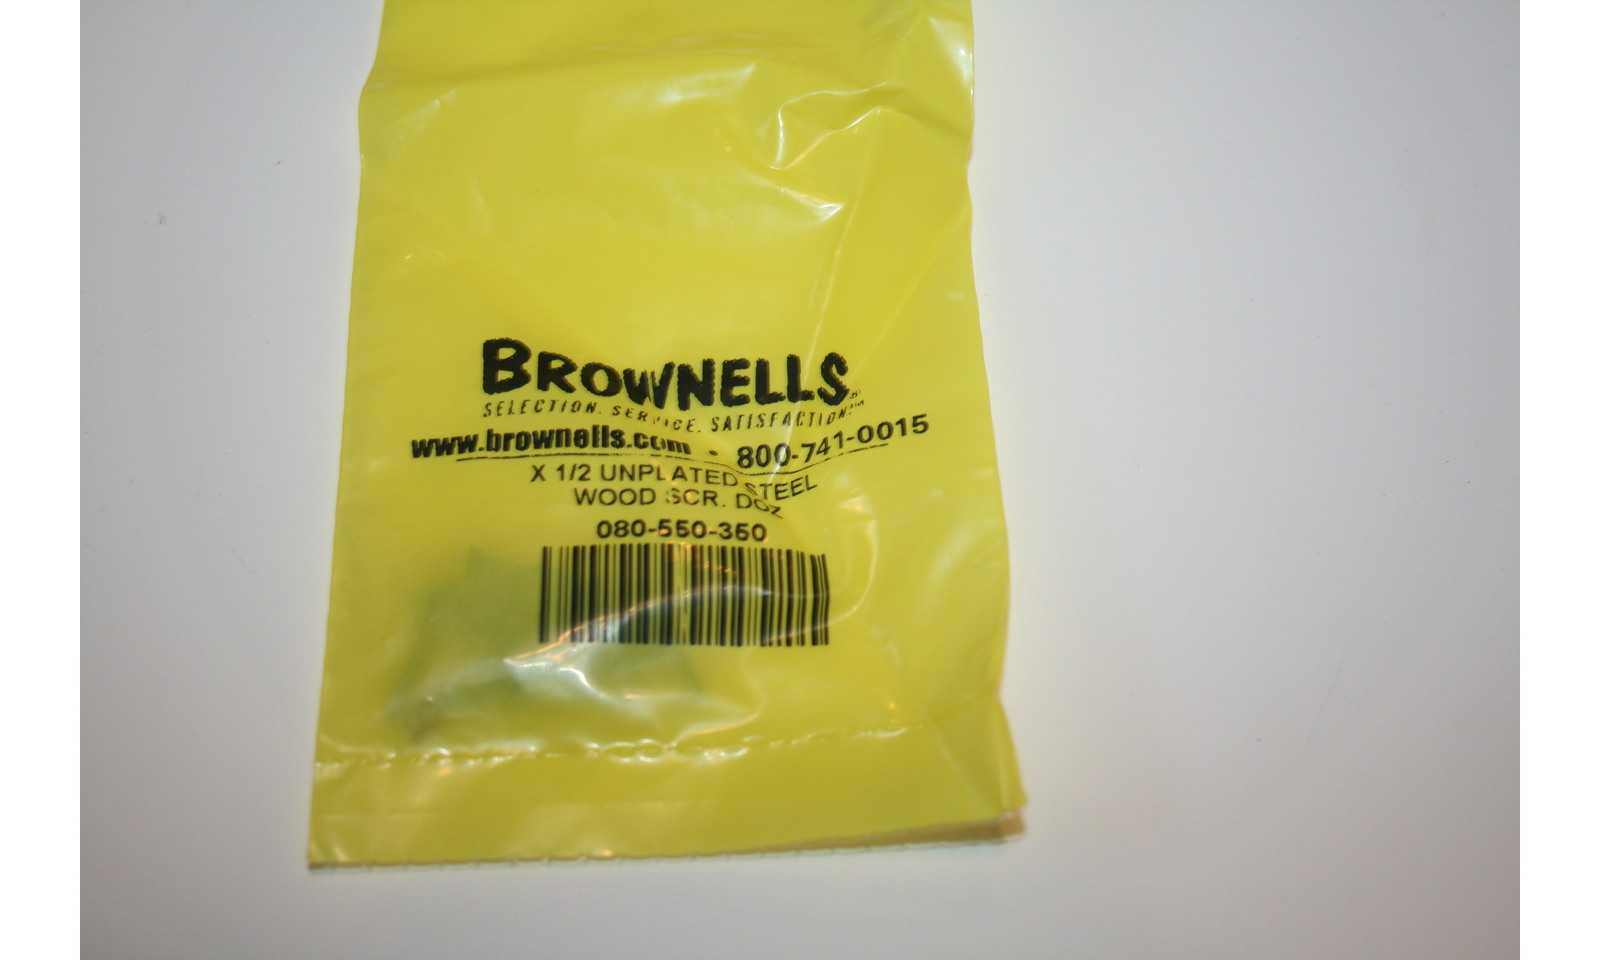 BROWNELLS
SELECTION. SERVICE. SATISFACTION.
www.brownells.com • 800-741-0015
X 1/2 UNPLATED STEEL
WOOD SCR. DOZ
080-550-350